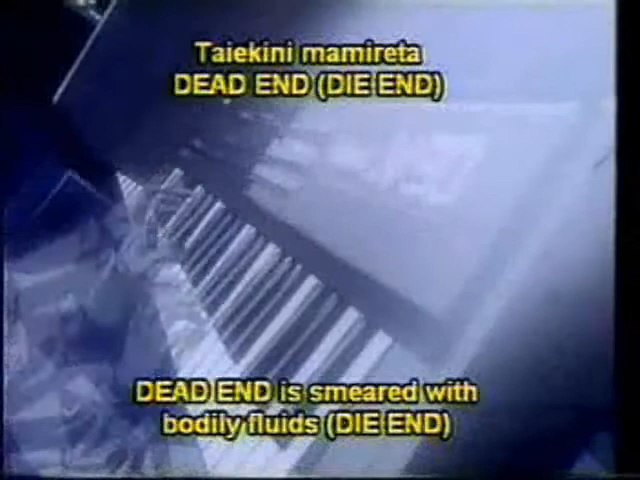 Taiekini mamireta
DEAD END (DIE END)
DEAD END is smeared with
bodily fluids (DIE END)